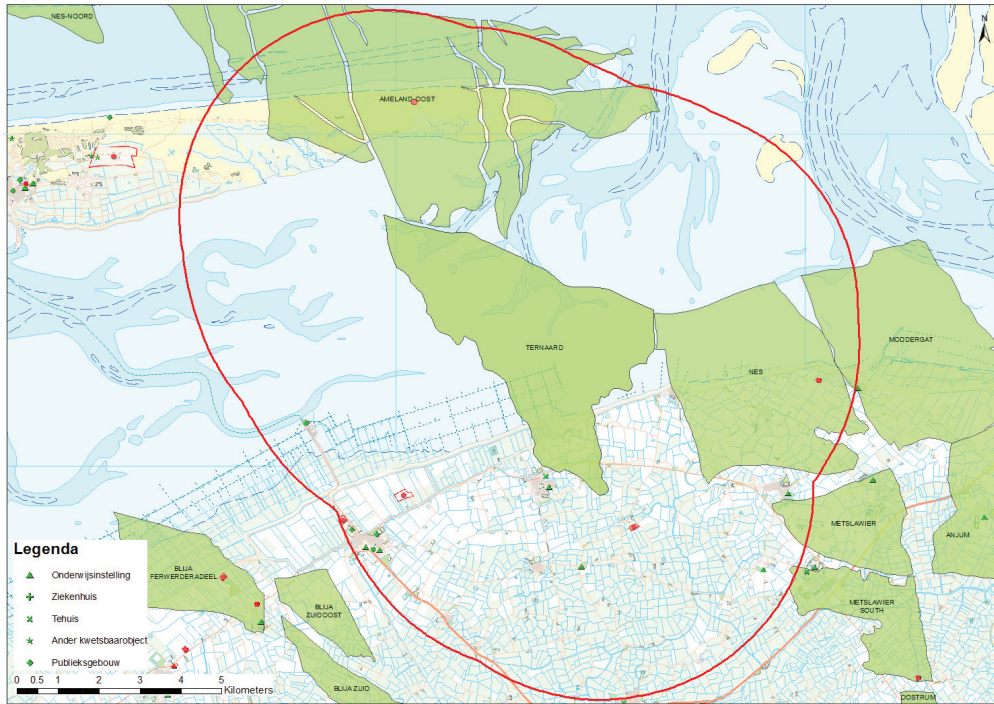 NES-NOORD
N
AMELAND-OOST
TERNAARD
NES
MODDERGAT
METSLAWIER
ANJUM
METSLAWIER
SOUTH
OOSTRUM
BLIJA
FERWERDERADEEL
BLIJA
ZUIDOOST
BLIJA ZUID
Legenda
Onderwijsinstelling
Ziekenhuis
Tehuis
Ander kwetsbaarobject
Publieksgebouw
0 0.5 1 2 3 4 5
Kilometers